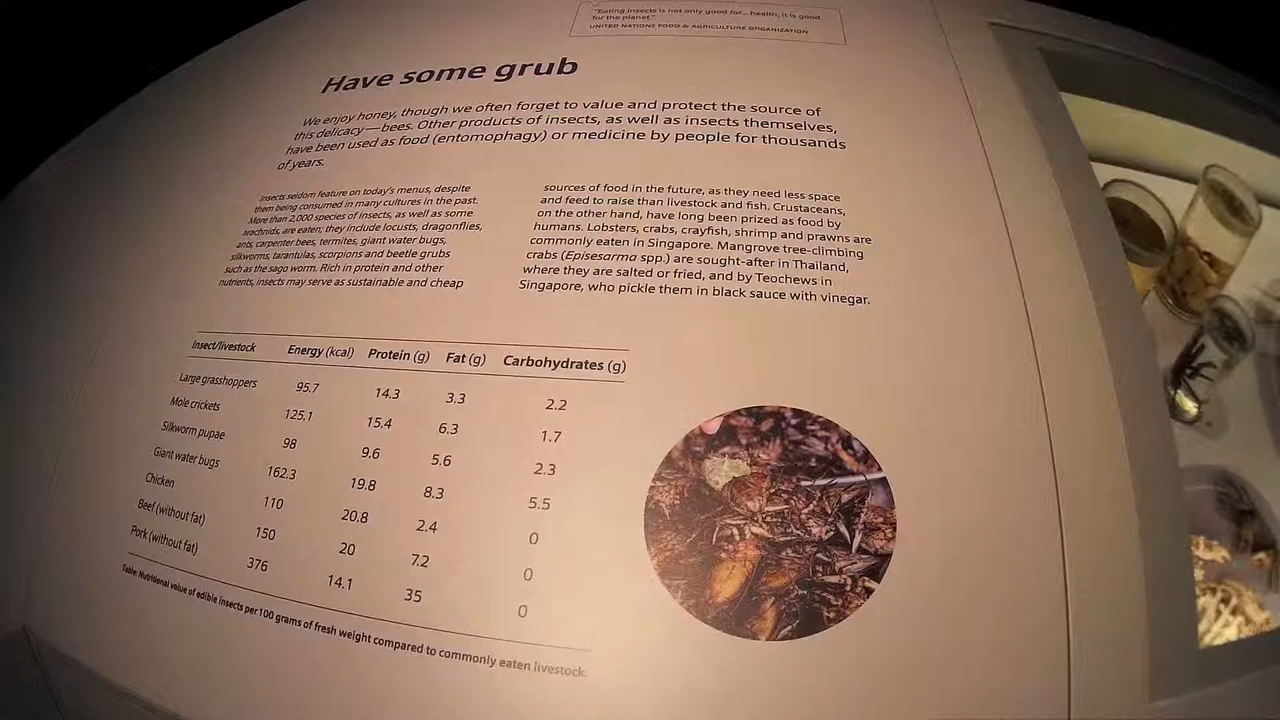 "Eating insects is not only good for... health, it is good
for the planet."
UNITED NATIONS FOOD & AGRICULTURE ORGANIZATION
Have some grub
We enjoy honey, though we often forget to value and protect the source of
this delicacy—bees. Other products of insects, as well as insects themselves,
have been used as food (entomophagy) or medicine by people for thousands
of years.
Insects seldom feature on today's menus, despite
them being consumed in many cultures in the past.
More than 2,000 species of insects, as well as some
arachnids, are eaten; they include locusts, dragonflies,
ants, carpenter bees, termites, giant water bugs,
silkworms, tarantulas, scorpions and beetle grubs
such as the sago worm. Rich in protein and other
nutrients, insects may serve as sustainable and cheap
sources of food in the future, as they need less space
and feed to raise than livestock and fish. Crustaceans,
on the other hand, have long been prized as food by
humans. Lobsters, crabs, crayfish, shrimp and prawns are
commonly eaten in Singapore. Mangrove tree-climbing
crabs (Episesarma spp.) are sought-after in Thailand,
where they are salted or fried, and by Teochews in
Singapore, who pickle them in black sauce with vinegar.
Insect/livestock Energy (kcal) Protein (g) Fat (g) Carbohydrates (g)
Large grasshoppers 95.7 14.3 3.3 2.2
Mole crickets 125.1 15.4 6.3 1.7
Silkworm pupae 98 9.6 5.6 2.3
Giant water bugs 162.3 19.8 8.3 5.5
Chicken 110 20.8 2.4 0
Beef (without fat) 150 20 7.2 0
Pork (without fat) 376 14.1 35 0
Table: Nutritional value of edible insects per 100 grams of fresh weight compared to commonly eaten livestock.